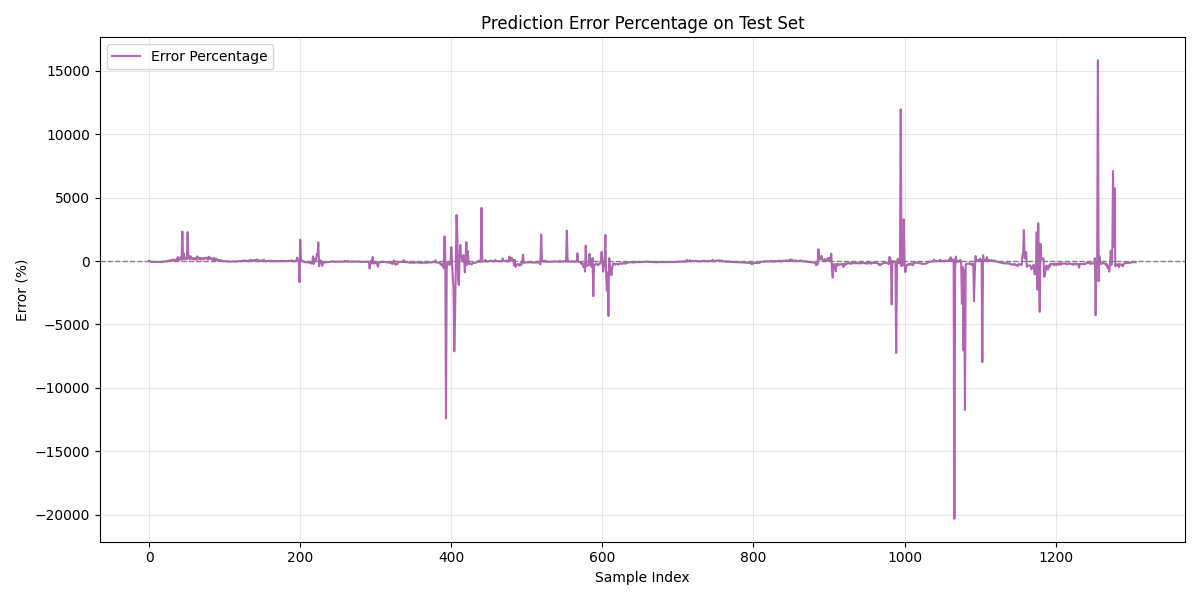 Prediction Error Percentage on Test Set
Error Percentage
15000
10000
5000
0
−5000
−10000
−15000
−20000
Error (%)
0 200 400 600 800 1000 1200
Sample Index